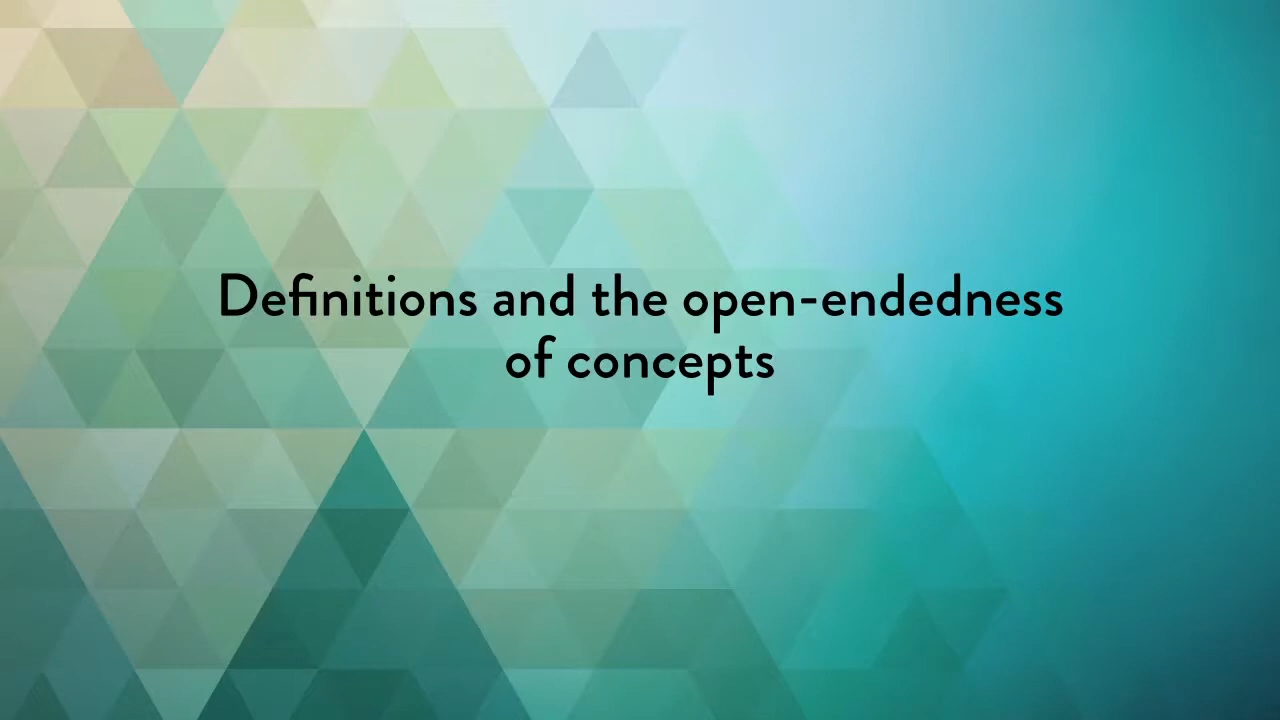 Definitions and the open-endedness
of concepts